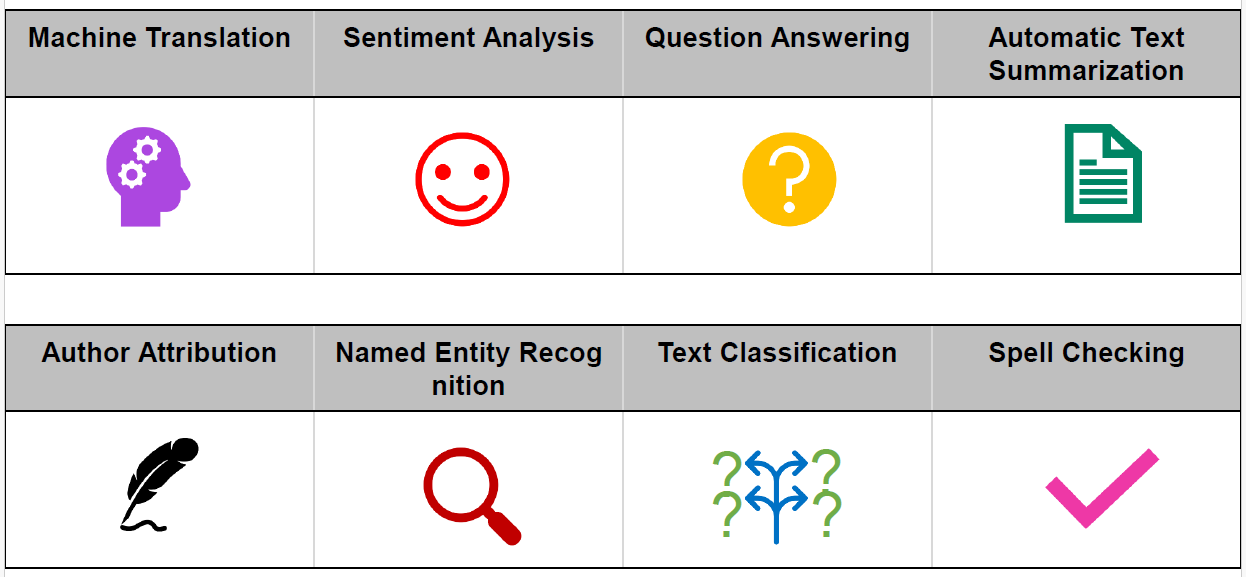 Machine Translation
Sentiment Analysis
Question Answering
Automatic Text
Summarization
?
Author Attribution
Named Entity Recog
nition
Text Classification
Spell Checking
? ?
? ?